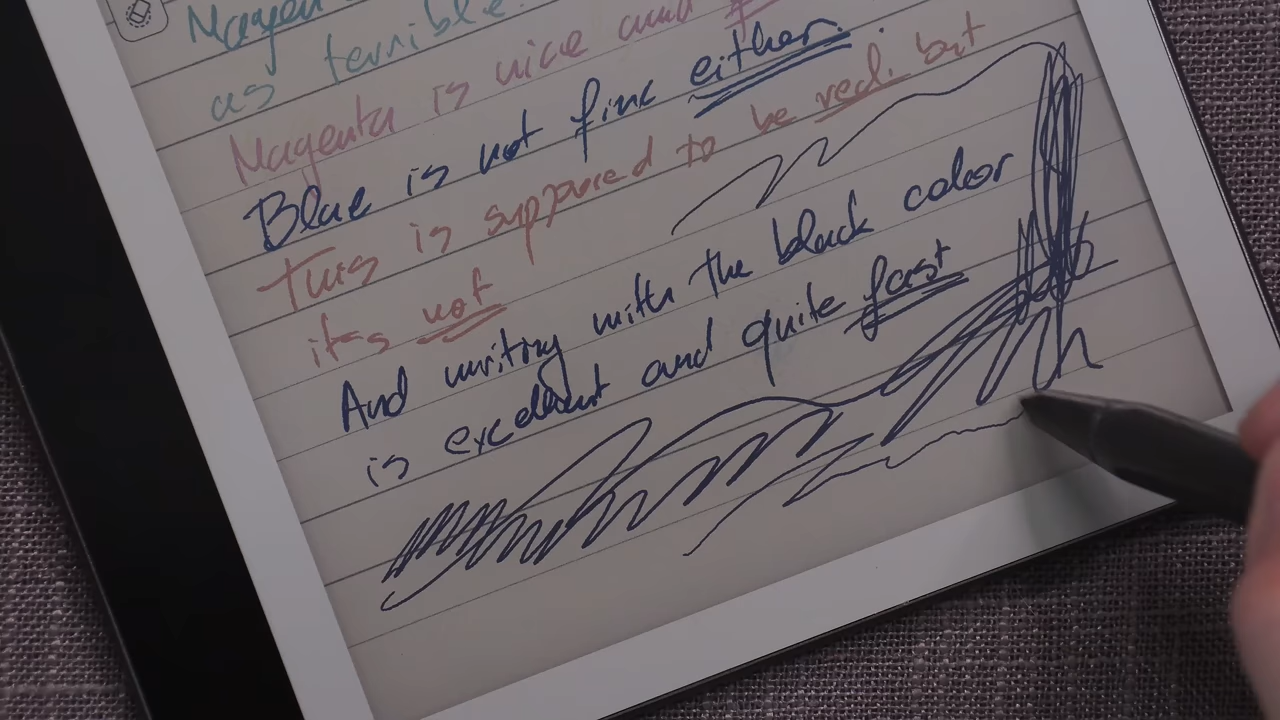 Magen
as terrible.
Magenta is nice and
Blue is not fine either.
This is supposed to be red. but
its not
And writing with the black color
is excellent and quite fast